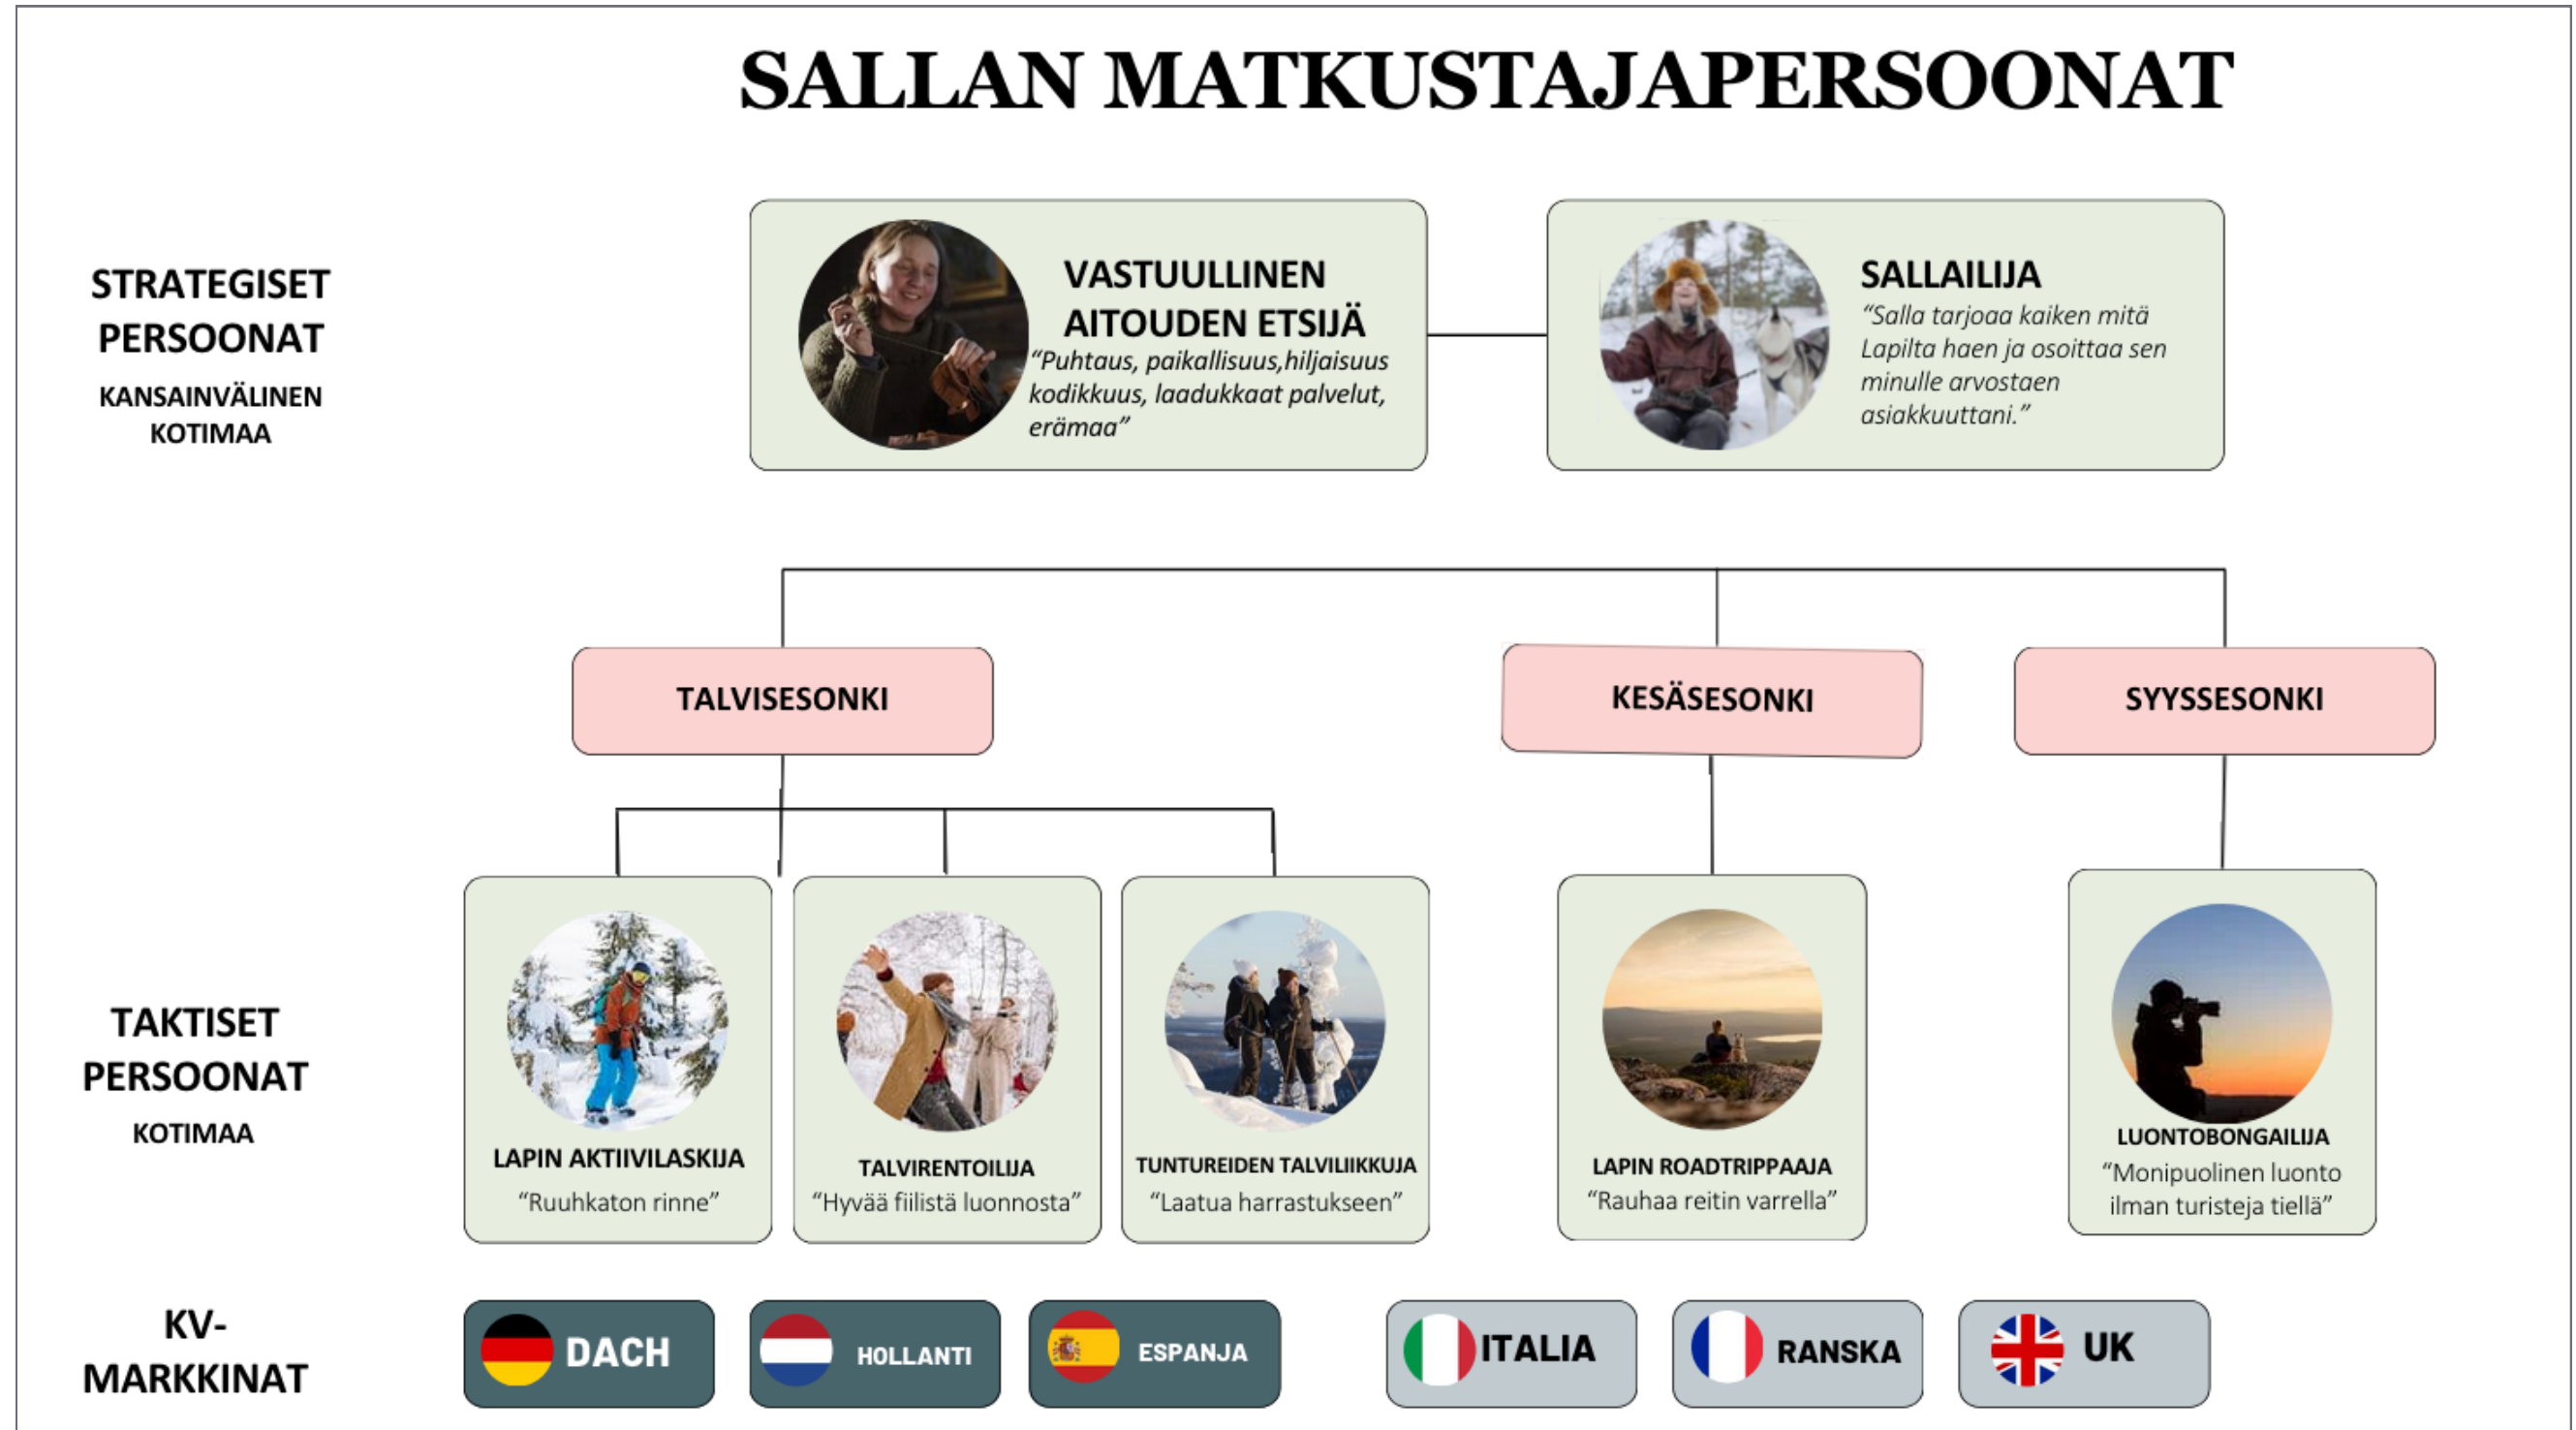 SALLAN MATKUSTAJAPERSOONAT
STRATEGISET
PERSOONAT
KANSAINVÄLINEN
KOTIMAA
VASTUULLINEN
AITOUDEN ETSIJÄ
“Puhtaus, paikallisuus,hiljaisuus
kodikkuus, laadukkaat palvelut,
erämaa”
SALLAILIJA
“Salla tarjoaa kaiken mitä
Lapilta haen ja osoittaa sen
minulle arvostaen
asiakkuuttani.”
TALVISESONKI
KESÄSESONKI
SYYSSESONKI
TAKTISET
PERSOONAT
KOTIMAA
LAPIN AKTIIVILASKIJA
“Ruuhkaton rinne”
TALVIRENTOILIJA
“Hyvää fiilistä luonnosta”
TUNTUREIDEN TALVILIIKKUJA
“Laatua harrastukseen”
LAPIN ROADTRIPPAAJA
“Rauhaa reitin varrella”
LUONTOBONGAILIJA
“Monipuolinen luonto
ilman turisteja tiellä”
KV-
MARKKINAT
DACH
HOLLANTI
ESPANJA
ITALIA
RANSKA
UK